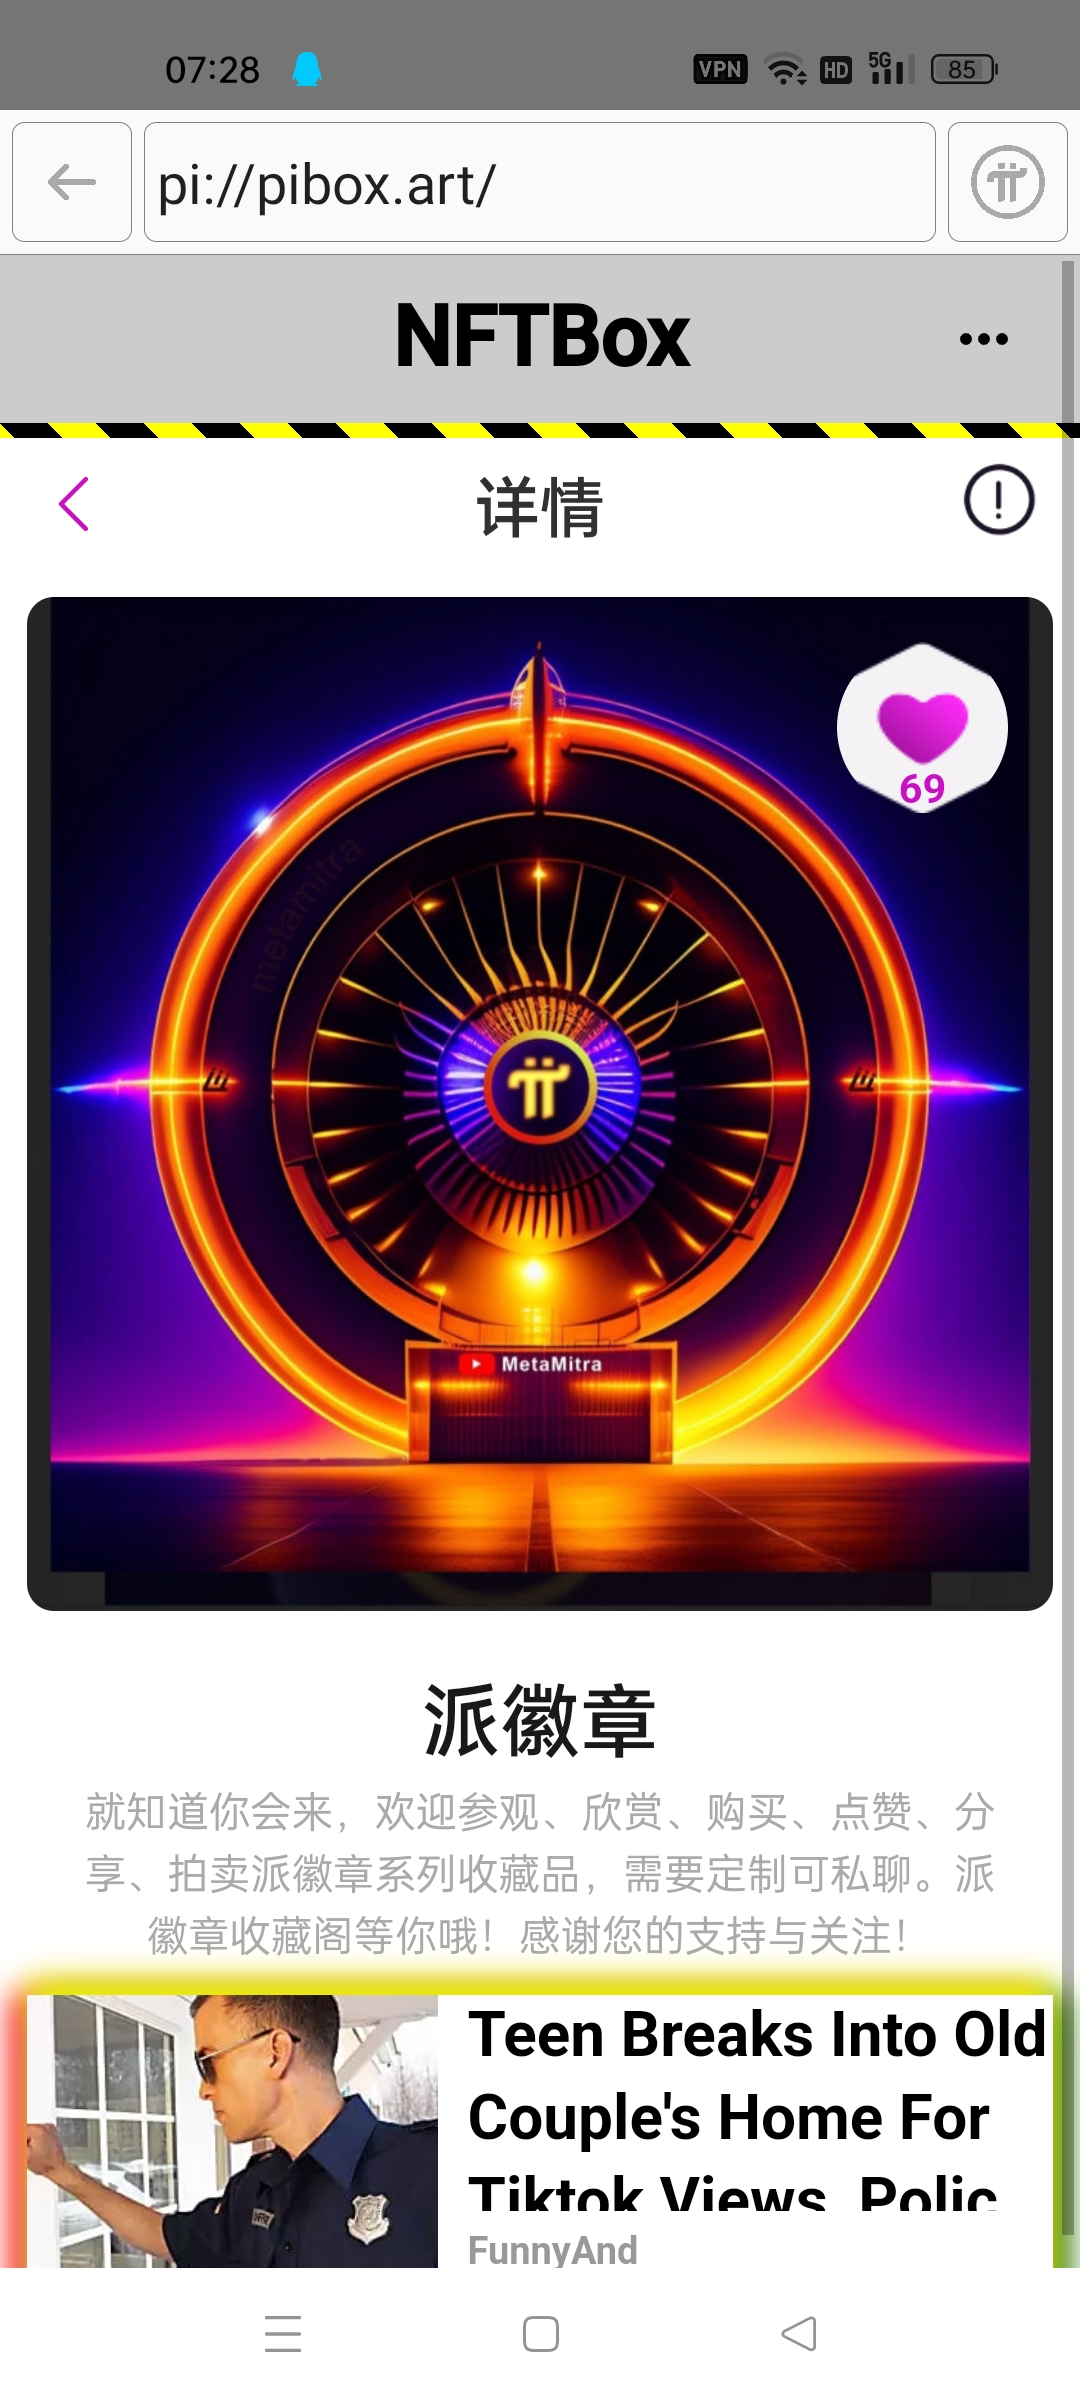 07:28
VPN HD 5G 85
pi://pibox.art/
NFTBox
详情
69
metamitra
MetaMitra
派徽章
就知道你会来，欢迎参观、欣赏、购买、点赞、分
享、拍卖派徽章系列收藏品，需要定制可私聊。派
徽章收藏阁等你哦！感谢您的支持与关注！
Teen Breaks Into Old
Couple's Home For
Tiktok Views. Polic
FunnyAnd